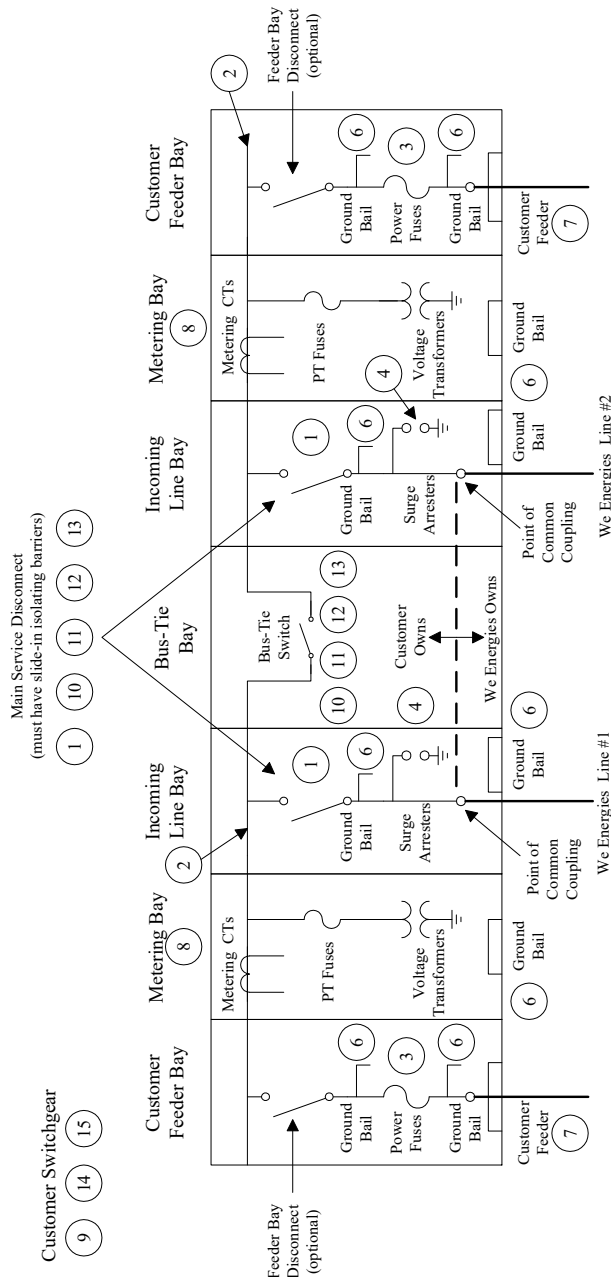 Customer Switchgear
9 14 15
Main Service Disconnect
(must have slide-in isolating barriers)
1 10 11 12 13
Customer
Feeder Bay
Metering Bay
8
Incoming
Line Bay
Bus-Tie
Bay
Incoming
Line Bay
Metering Bay
8
Customer
Feeder Bay
2
2
Feeder Bay
Disconnect
(optional)
Feeder Bay
Disconnect
(optional)
Ground
Bail
6
Power
Fuses
3
Ground
Bail
6
Customer
Feeder
7
Metering CTs
PT Fuses
Voltage
Transformers
Ground
Bail
6
1
Ground
Bail
6
Surge
Arresters
4
Ground
Bail
6
Point of
Common
Coupling
We Energies Line #1
Bus-Tie
Switch
10 11 12 13
Customer
Owns
We Energies Owns
1
Ground
Bail
6
Surge
Arresters
4
Ground
Bail
Point of
Common
Coupling
We Energies Line #2
Metering CTs
PT Fuses
Voltage
Transformers
Ground
Bail
6
Ground
Bail
6
Power
Fuses
3
Ground
Bail
6
Customer
Feeder
7